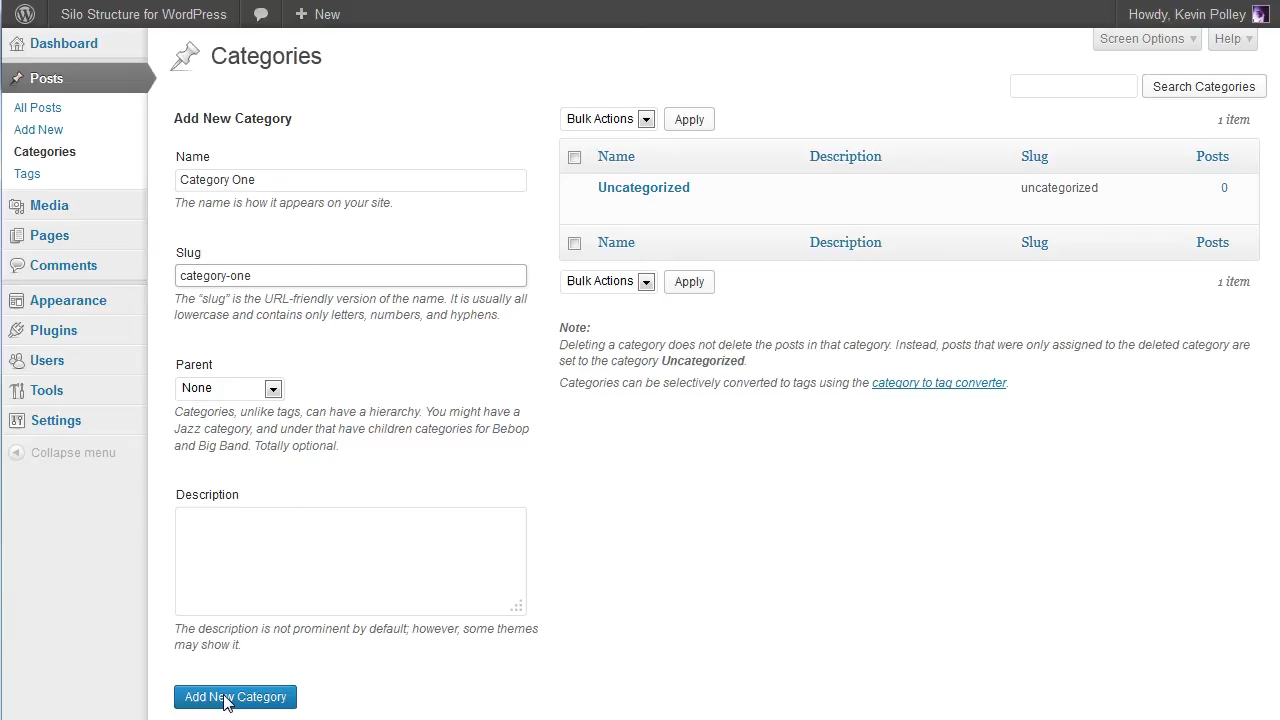 Silo Structure for WordPress
New
Howdy, Kevin Polley
Screen Options
Help
Dashboard
Posts
All Posts
Add New
Categories
Tags
Media
Pages
Comments
Appearance
Plugins
Users
Tools
Settings
Collapse menu
Categories
Search Categories
Add New Category
Name
Category One
The name is how it appears on your site.
Slug
category-one
The “slug” is the URL-friendly version of the name. It is usually all
lowercase and contains only letters, numbers, and hyphens.
Parent
None
Categories, unlike tags, can have a hierarchy. You might have a
Jazz category, and under that have children categories for Bebop
and Big Band. Totally optional.
Description
The description is not prominent by default; however, some themes
may show it.
Add New Category
Bulk Actions Apply 1 item
Name Description Slug Posts
Uncategorized uncategorized 0
Name Description Slug Posts
Bulk Actions Apply 1 item
Note:
Deleting a category does not delete the posts in that category. Instead, posts that were only assigned to the deleted category are
set to the category Uncategorized.
Categories can be selectively converted to tags using the category to tag converter.